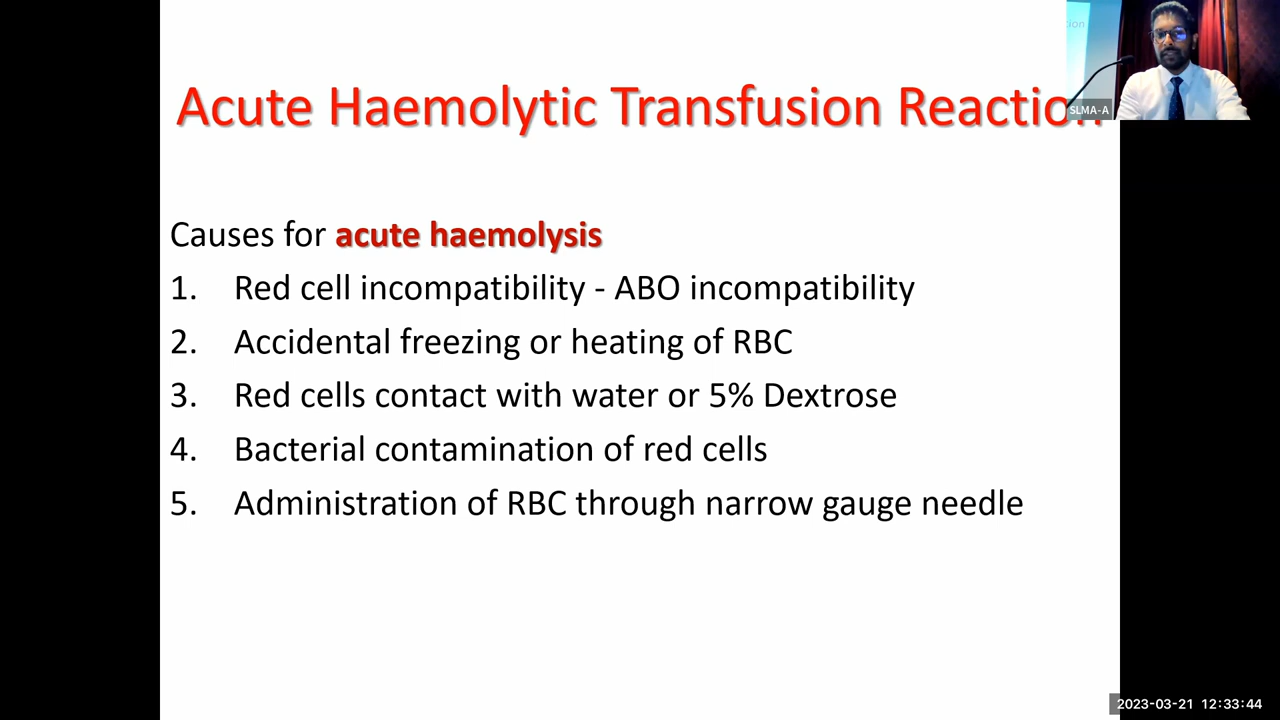 Acute Haemolytic Transfusion Reaction
SLMA-A
Causes for acute haemolysis
1. Red cell incompatibility - ABO incompatibility
2. Accidental freezing or heating of RBC
3. Red cells contact with water or 5% Dextrose
4. Bacterial contamination of red cells
5. Administration of RBC through narrow gauge needle
2023-03-21 12:33:44